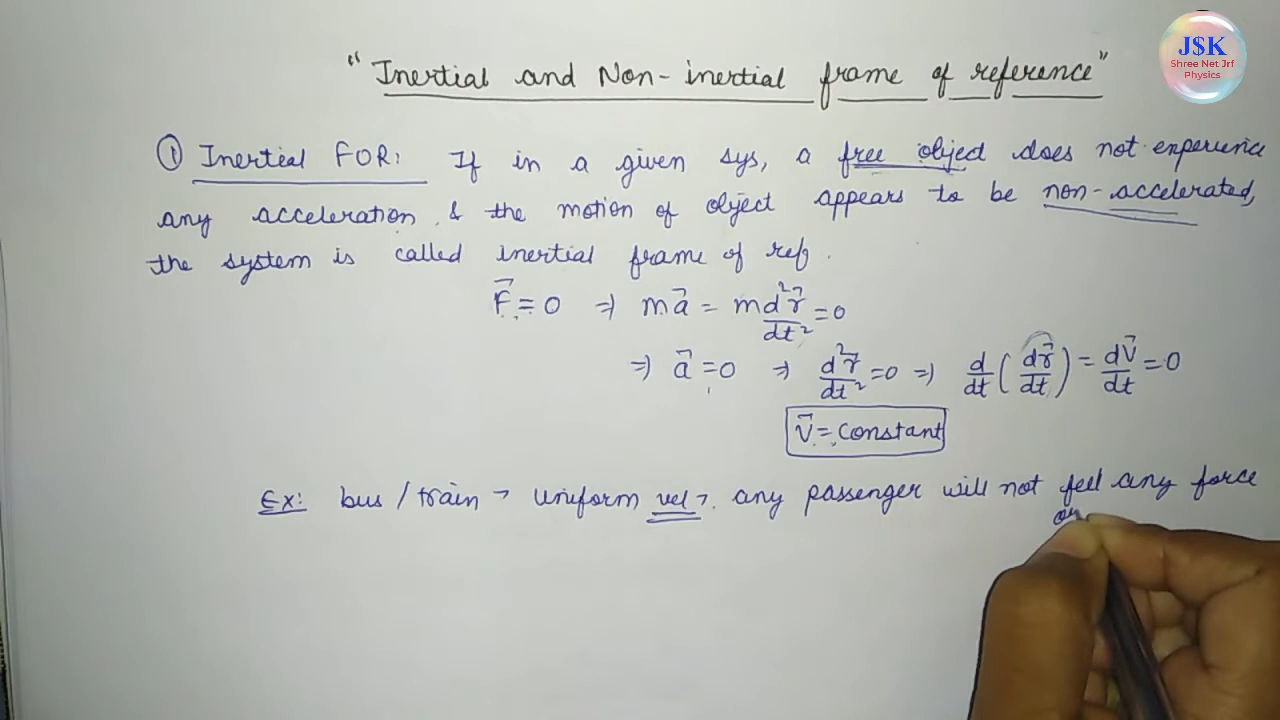 J$K
Shree Net Jrf
Physics
"Inertial and Non-inertial frame of reference"
① Inertial FOR: If in a given sys, a free object does not experience
any acceleration & the motion of object appears to be non-accelerated,
the system is called inertial frame of ref.
F⃗ = 0 ⇒ ma⃗ = m d²r⃗/dt² = 0
⇒ a⃗ = 0 ⇒ d²r⃗/dt² = 0 ⇒ d/dt (dr⃗/dt) = dV⃗/dt = 0
V⃗ = Constant
Ex: bus / train → Uniform vel → any passenger will not feel any force